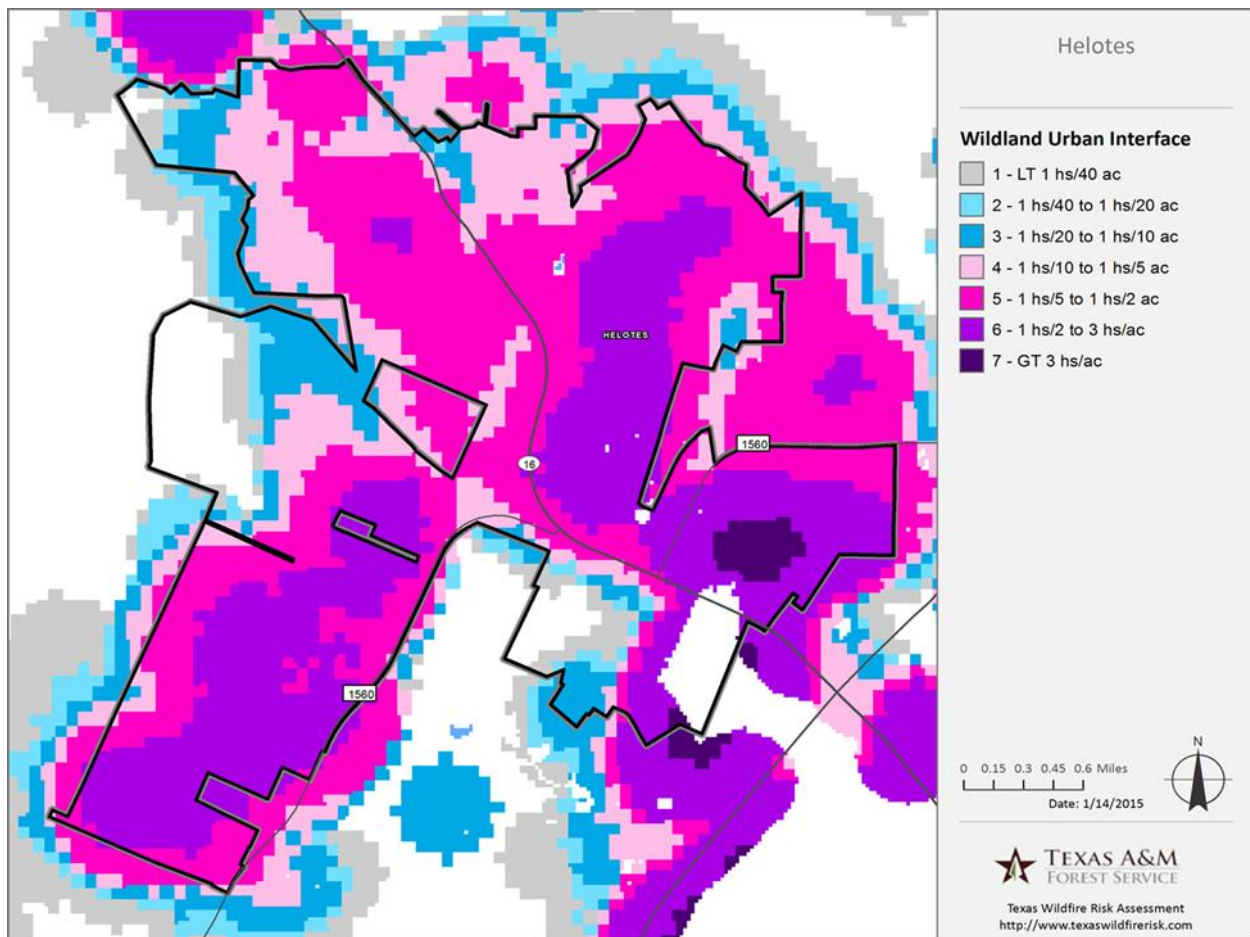 HELOTES
16
1560
1560
Helotes
Wildland Urban Interface
1 - LT 1 hs/40 ac
2 - 1 hs/40 to 1 hs/20 ac
3 - 1 hs/20 to 1 hs/10 ac
4 - 1 hs/10 to 1 hs/5 ac
5 - 1 hs/5 to 1 hs/2 ac
6 - 1 hs/2 to 3 hs/ac
7 - GT 3 hs/ac
N
0 0.15 0.3 0.45 0.6 Miles
Date: 1/14/2015
TEXAS A&M
FOREST SERVICE
Texas Wildfire Risk Assessment
http://www.texaswildfirerisk.com